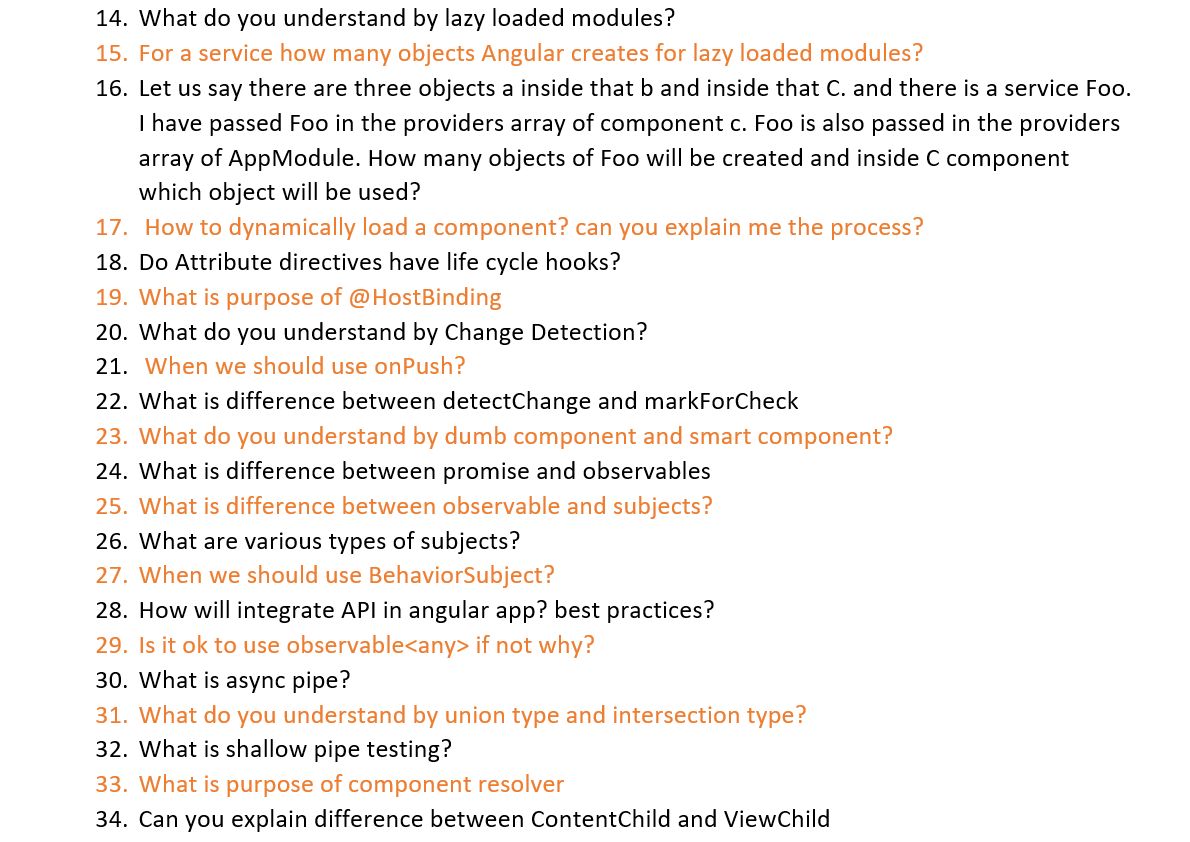 14. What do you understand by lazy loaded modules?
15. For a service how many objects Angular creates for lazy loaded modules?
16. Let us say there are three objects a inside that b and inside that C. and there is a service Foo.
I have passed Foo in the providers array of component c. Foo is also passed in the providers
array of AppModule. How many objects of Foo will be created and inside C component
which object will be used?
17. How to dynamically load a component? can you explain me the process?
18. Do Attribute directives have life cycle hooks?
19. What is purpose of @HostBinding
20. What do you understand by Change Detection?
21. When we should use onPush?
22. What is difference between detectChange and markForCheck
23. What do you understand by dumb component and smart component?
24. What is difference between promise and observables
25. What is difference between observable and subjects?
26. What are various types of subjects?
27. When we should use BehaviorSubject?
28. How will integrate API in angular app? best practices?
29. Is it ok to use observable<any> if not why?
30. What is async pipe?
31. What do you understand by union type and intersection type?
32. What is shallow pipe testing?
33. What is purpose of component resolver
34. Can you explain difference between ContentChild and ViewChild